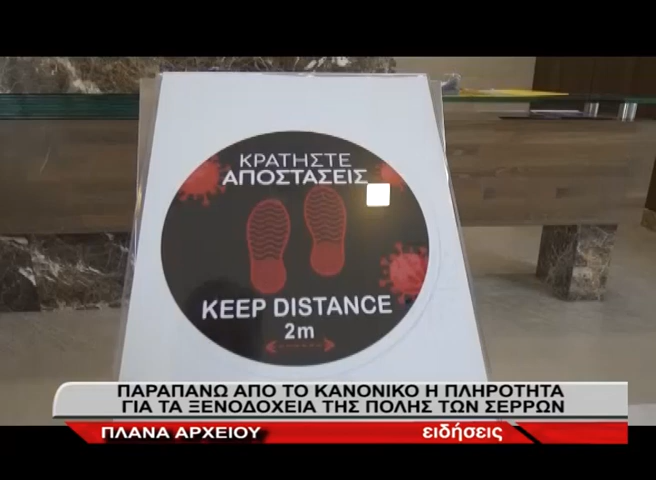 ΚΡΑΤΗΣΤΕ
ΑΠΟΣΤΑΣΕΙΣ
KEEP DISTANCE
2m
ΠΑΡΑΠΑΝΩ ΑΠΟ ΤΟ ΚΑΝΟΝΙΚΟ Η ΠΛΗΡΟΤΗΤΑ
ΓΙΑ ΤΑ ΞΕΝΟΔΟΧΕΙΑ ΤΗΣ ΠΟΛΗΣ ΤΩΝ ΣΕΡΡΩΝ
ΠΛΑΝΑ ΑΡΧΕΙΟΥ
ειδήσεις